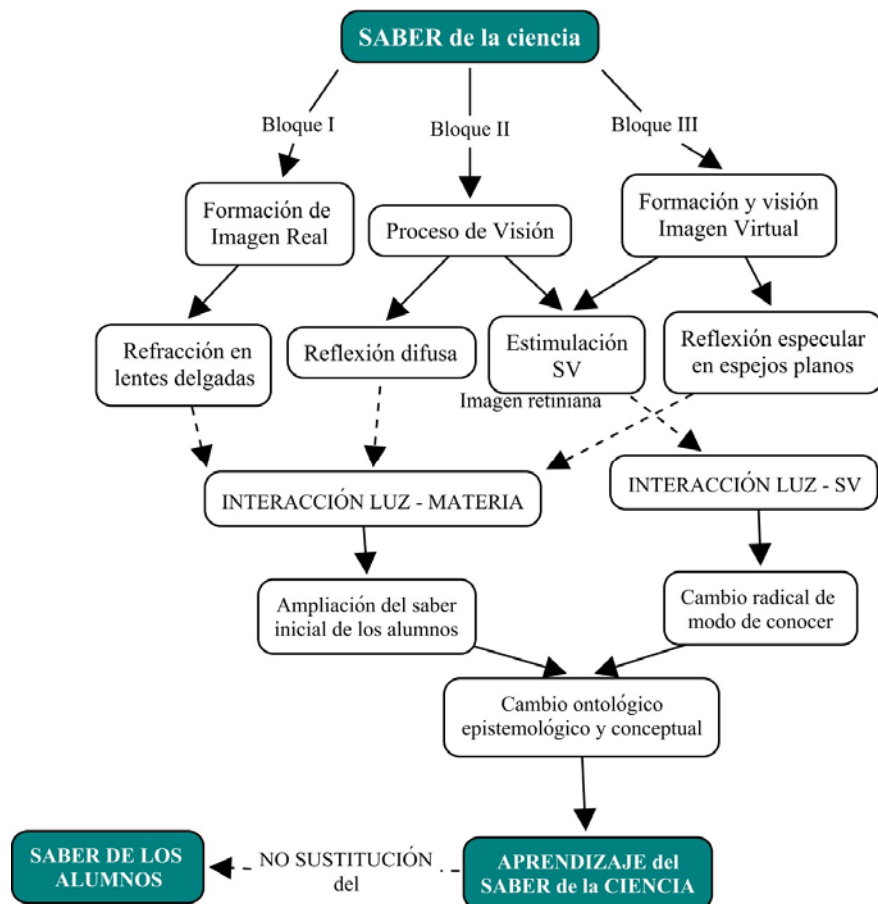 SABER de la ciencia
Bloque I
Bloque II
Bloque III
Formación de
Imagen Real
Proceso de Visión
Formación y visión
Imagen Virtual
Refracción en
lentes delgadas
Reflexión difusa
Estimulación
SV
Reflexión especular
en espejos planos
Imagen retiniana
INTERACCIÓN LUZ - MATERIA
INTERACCIÓN LUZ - SV
Ampliación del saber
inicial de los alumnos
Cambio radical de
modo de conocer
Cambio ontológico
epistemológico y conceptual
SABER DE LOS
ALUMNOS
NO SUSTITUCIÓN
del
APRENDIZAJE del
SABER de la CIENCIA